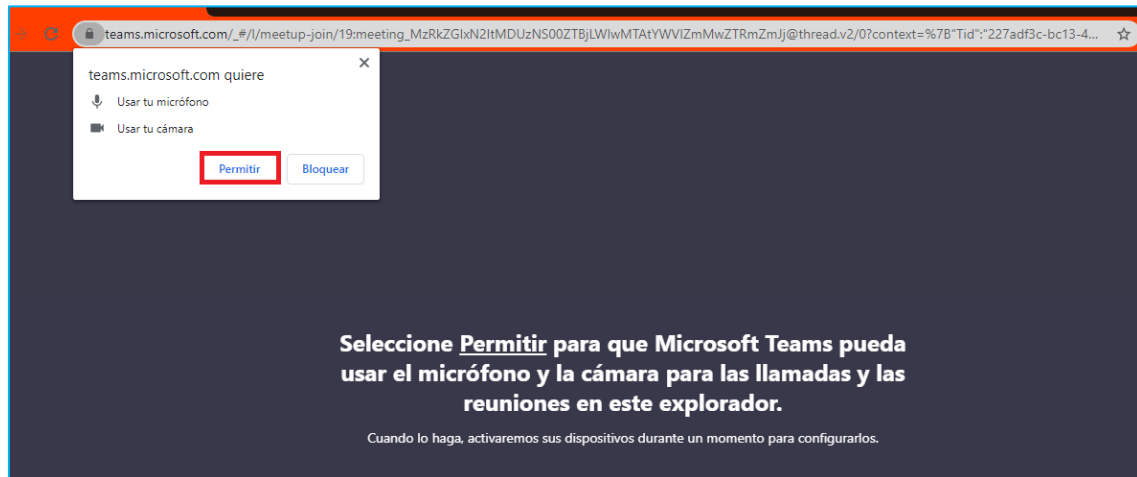 teams.microsoft.com/_#/l/meetup-join/19:meeting_MzRkZGIxN2ItMDUzNS00ZTBjLWIwMTAtYWVlZmMwZTRmZmJj@thread.v2/0?context=%7B"Tid":"227adf3c-bc13-4...
teams.microsoft.com quiere
Usar tu micrófono
Usar tu cámara
Permitir Bloquear
Seleccione Permitir para que Microsoft Teams pueda
usar el micrófono y la cámara para las llamadas y las
reuniones en este explorador.
Cuando lo haga, activaremos sus dispositivos durante un momento para configurarlos.